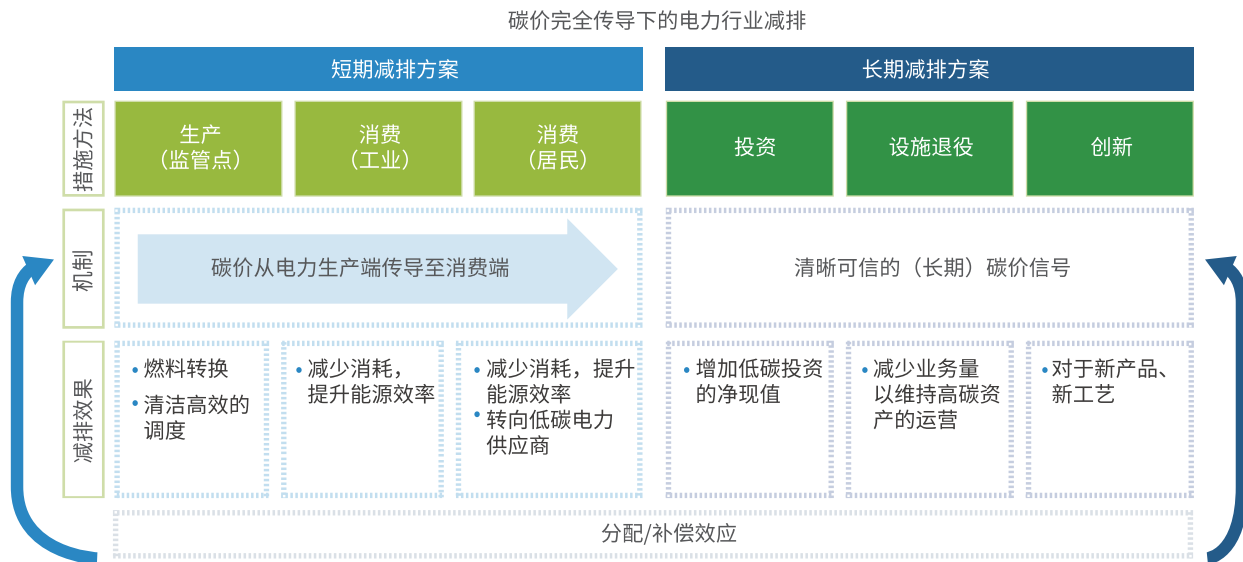 碳价完全传导下的电力行业减排
短期减排方案
长期减排方案
措施方法
生产
（监管点）
消费
（工业）
消费
（居民）
投资
设施退役
创新
机制
碳价从电力生产端传导至消费端
清晰可信的（长期）碳价信号
减排效果
• 燃料转换
• 清洁高效的
调度
• 减少消耗，
提升能源效率
• 减少消耗，提升
能源效率
• 转向低碳电力
供应商
• 增加低碳投资
的净现值
• 减少业务量
以维持高碳资
产的运营
• 对于新产品、
新工艺
分配/补偿效应